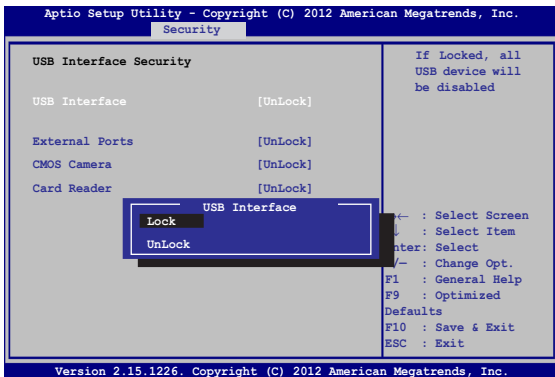 Aptio Setup Utility - Copyright (C) 2012 American Megatrends, Inc.
Security
USB Interface Security
USB Interface [UnLock]
External Ports [UnLock]
CMOS Camera [UnLock]
Card Reader [UnLock]
USB Interface
Lock
UnLock
If Locked, all
USB device will
be disabled
→← : Select Screen
↓ : Select Item
nter: Select
/— : Change Opt.
F1 : General Help
F9 : Optimized
Defaults
F10 : Save & Exit
ESC : Exit
Version 2.15.1226. Copyright (C) 2012 American Megatrends, Inc.